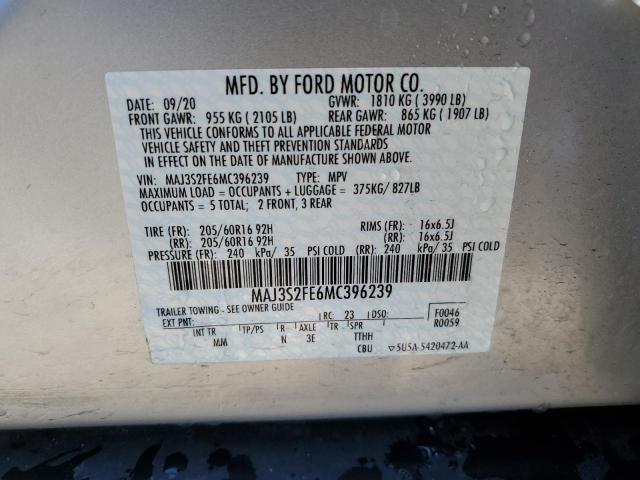 MFD. BY FORD MOTOR CO.
DATE: 09/20 GVWR: 1810 KG ( 3990 LB)
FRONT GAWR: 955 KG ( 2105 LB) REAR GAWR: 865 KG ( 1907 LB)
THIS VEHICLE CONFORMS TO ALL APPLICABLE FEDERAL MOTOR
VEHICLE SAFETY AND THEFT PREVENTION STANDARDS
IN EFFECT ON THE DATE OF MANUFACTURE SHOWN ABOVE.
VIN: MAJ3S2FE6MC396239 TYPE: MPV
MAXIMUM LOAD = OCCUPANTS + LUGGAGE = 375KG/ 827LB
OCCUPANTS = 5 TOTAL; 2 FRONT, 3 REAR
TIRE (FR): 205/60R16 92H RIMS (FR): 16x6.5J
(RR): 205/60R16 92H (RR): 16x6.5J
PRESSURE (FR): 240 kPa/ 35 PSI COLD (RR): 240 kPa/ 35 PSI COLD
MAJ3S2FE6MC396239
TRAILER TOWING - SEE OWNER GUIDE
EXT PNT: RC: 23 DSO: F0046
R0059
INT TR TP/PS R AXLE TR SPR
MM N 3E TTHH
CBU ▽5U5A-5420472-AA